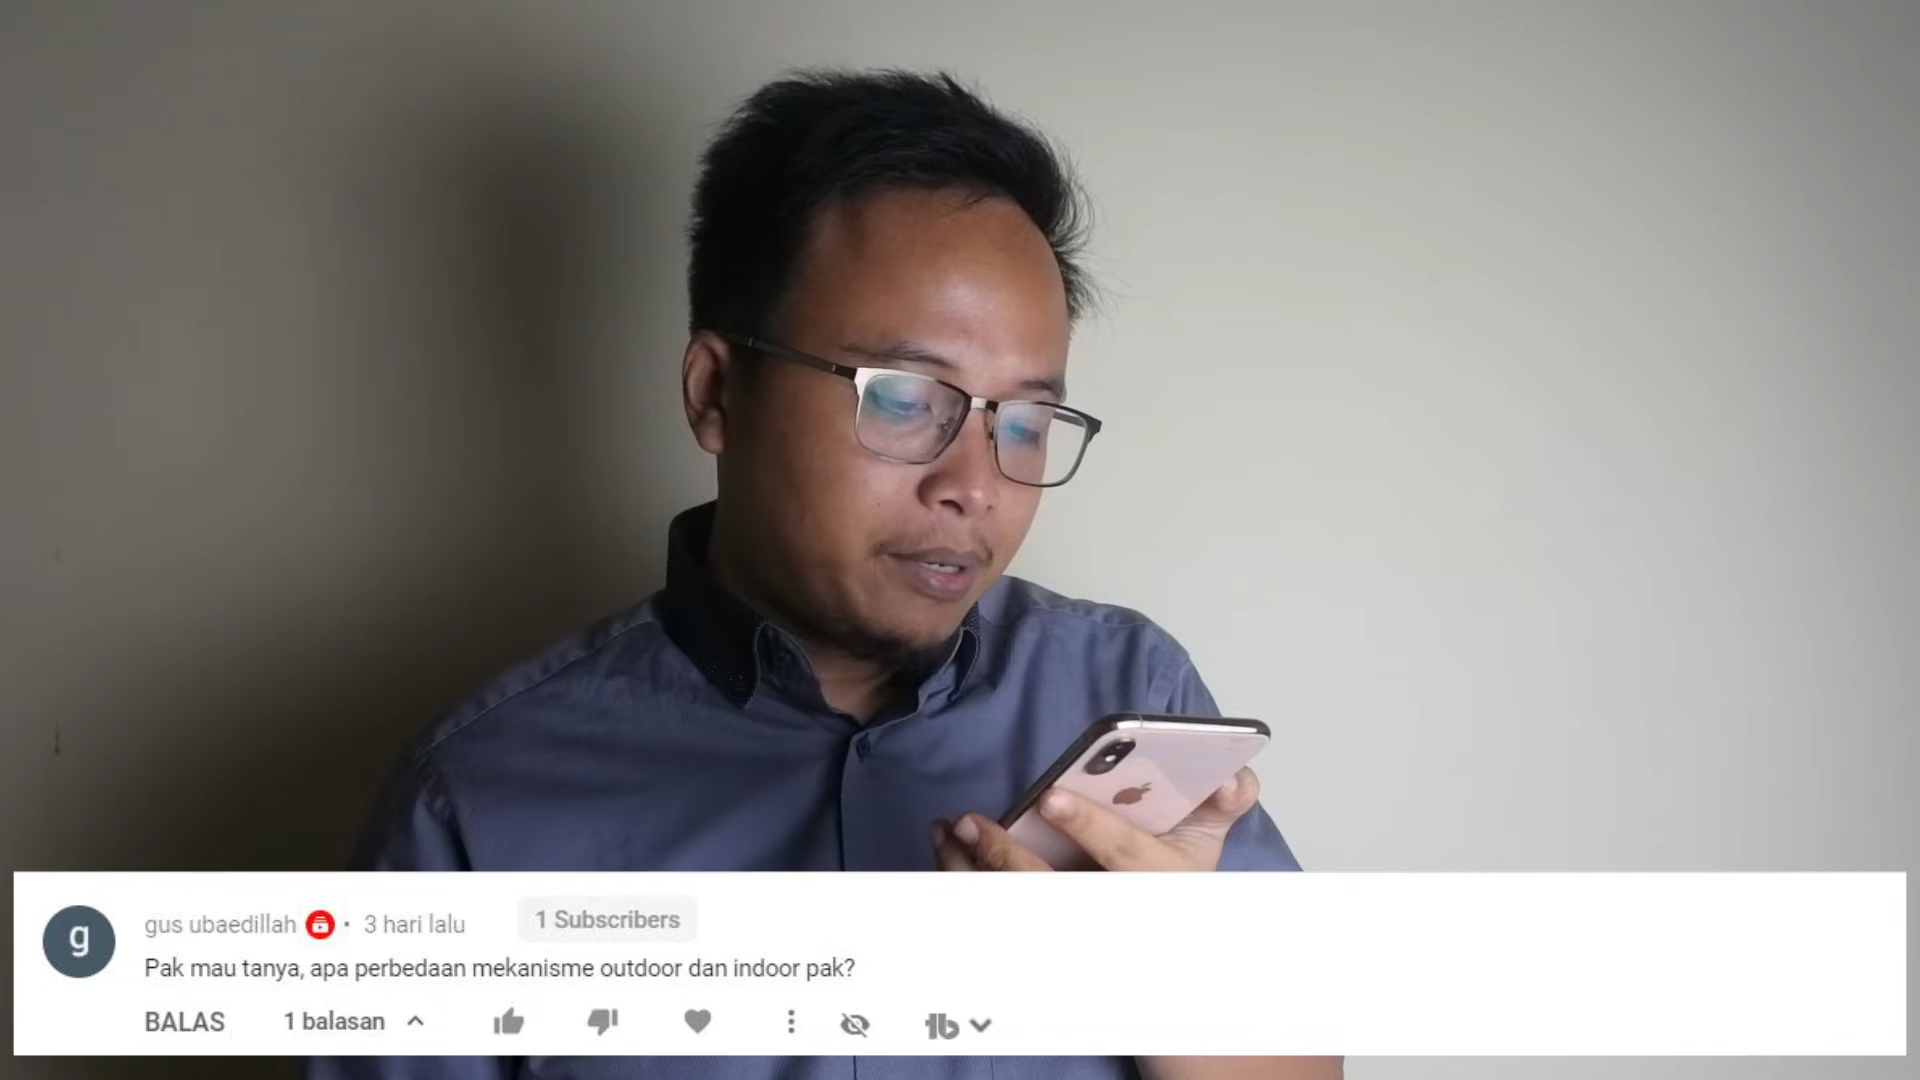 g
gus ubaedillah • 3 hari lalu 1 Subscribers
Pak mau tanya, apa perbedaan mekanisme outdoor dan indoor pak?
BALAS 1 balasan